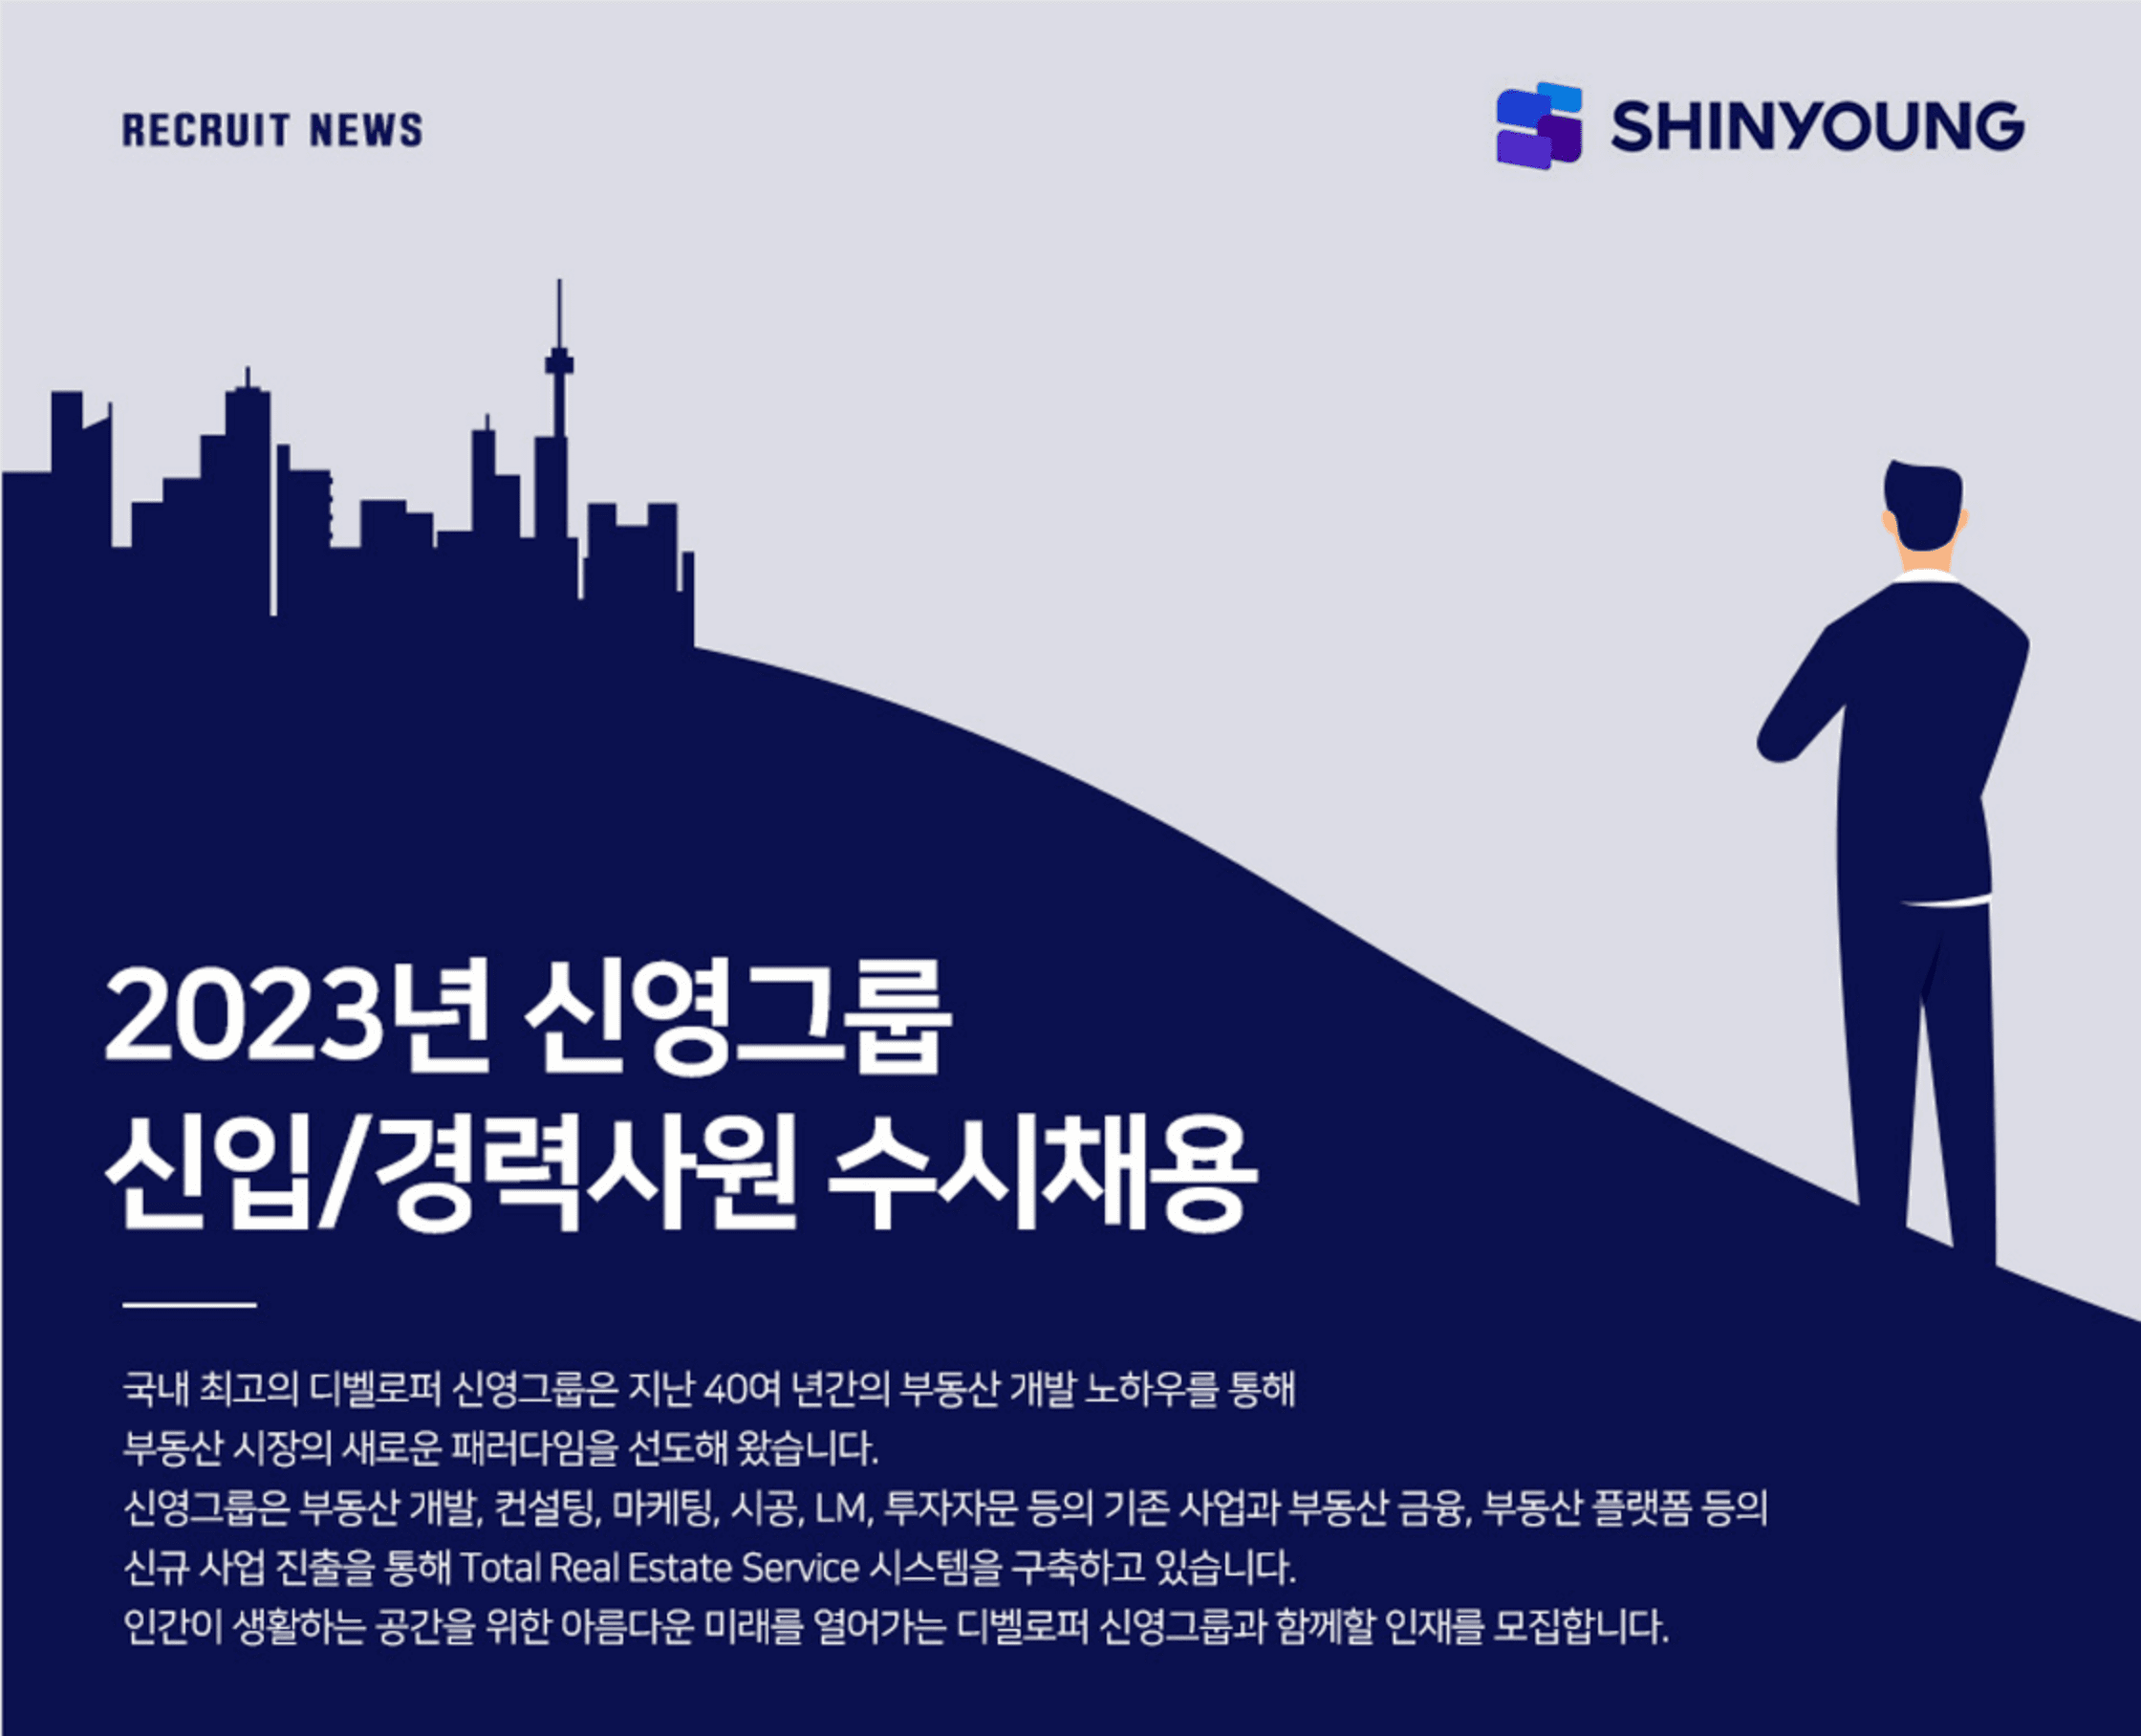 RECRUIT NEWS
SHINYOUNG
2023년 신영그룹
신입/경력사원 수시채용
국내 최고의 디벨로퍼 신영그룹은 지난 40여 년간의 부동산 개발 노하우를 통해
부동산 시장의 새로운 패러다임을 선도해 왔습니다.
신영그룹은 부동산 개발, 컨설팅, 마케팅, 시공, LM, 투자자문 등의 기존 사업과 부동산 금융, 부동산 플랫폼 등의
신규 사업 진출을 통해 Total Real Estate Service 시스템을 구축하고 있습니다.
인간이 생활하는 공간을 위한 아름다운 미래를 열어가는 디벨로퍼 신영그룹과 함께할 인재를 모집합니다.